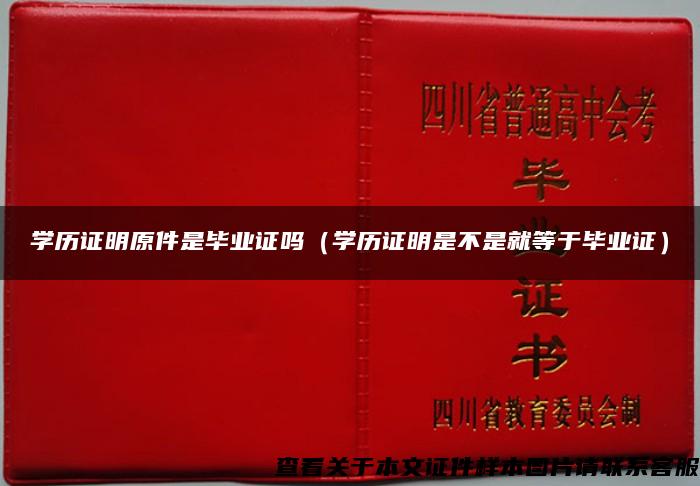 四川省普通高中会考
毕
学历证明原件是毕业证吗（学历证明是不是就等于毕业证）
业
证
书
四川省教育委员会制
查看关于本文证件样本图片请联系客服